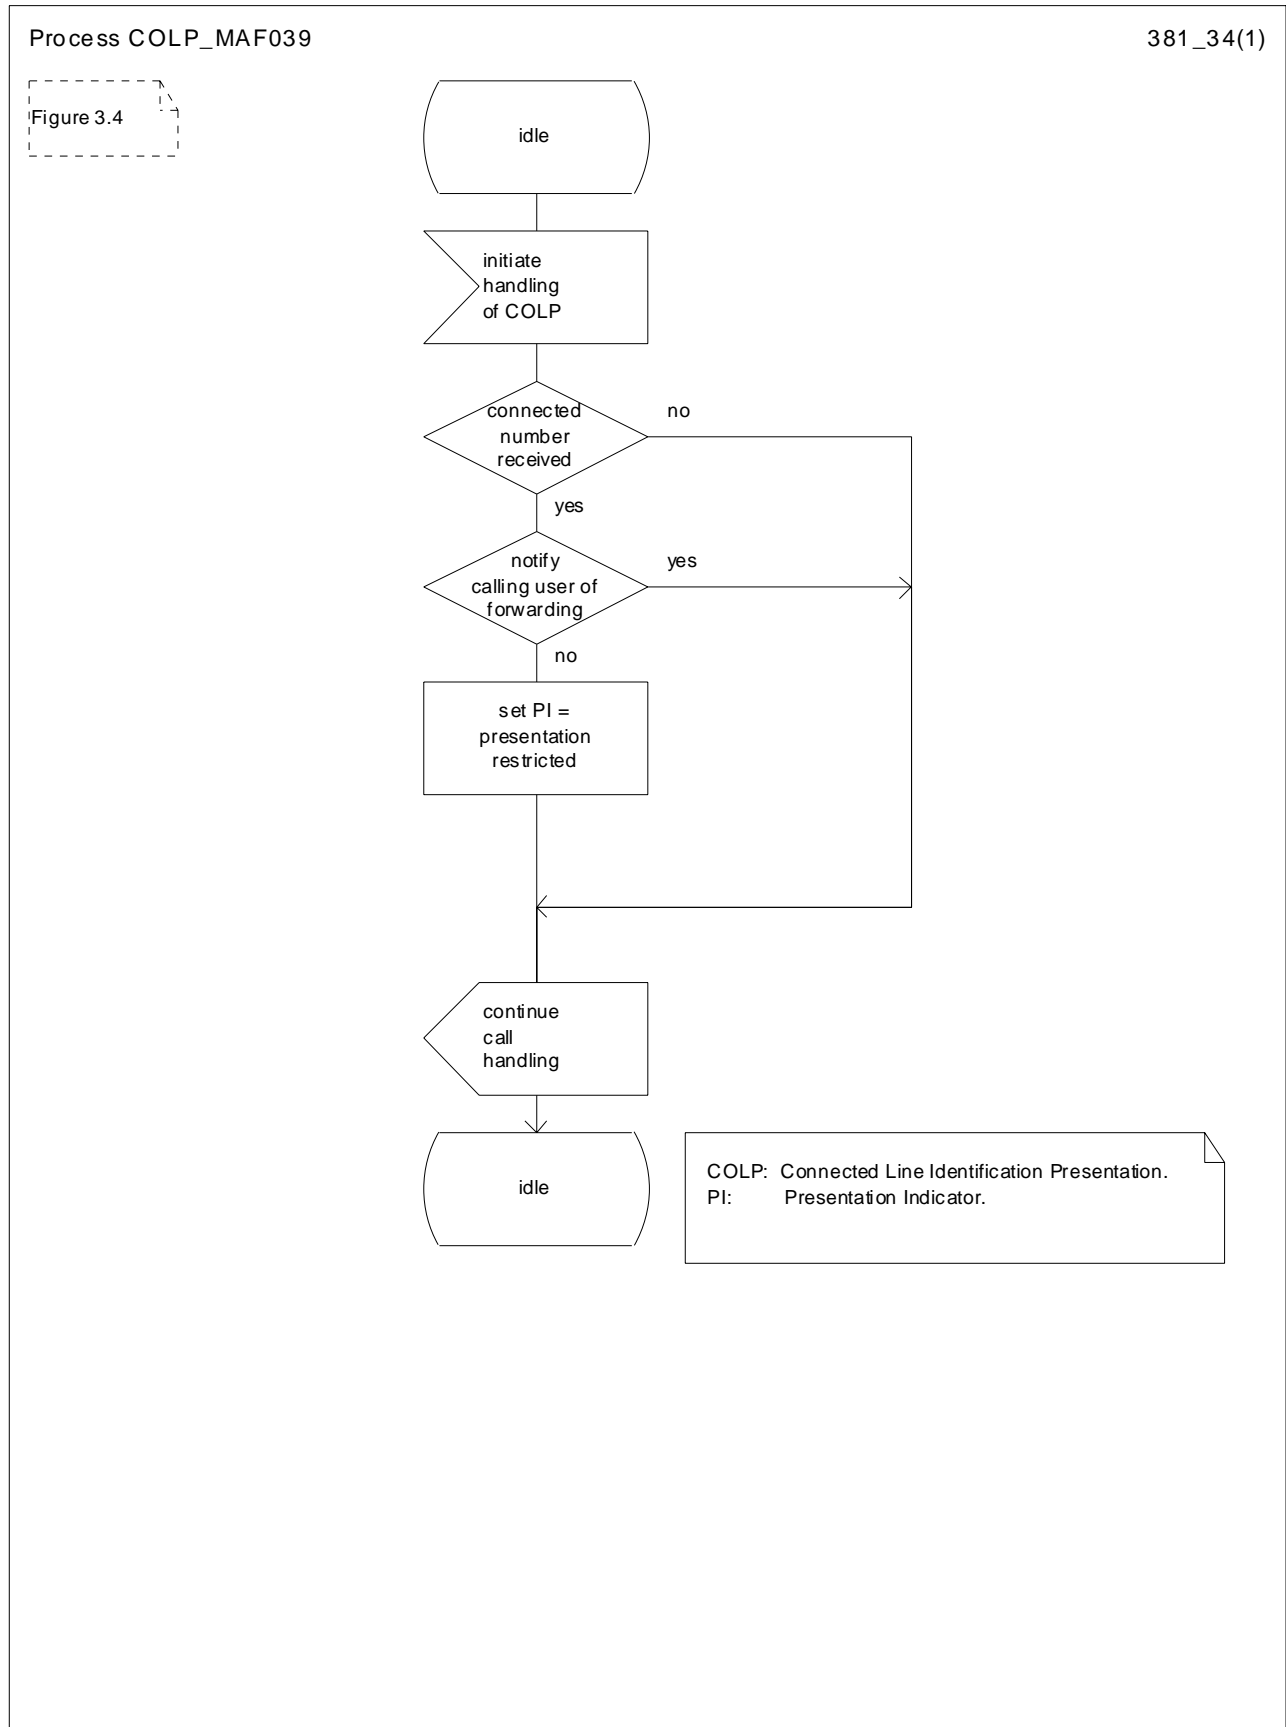 Process COLP_MAF039
381_34(1)
Figure 3.4
idle
initiate
handling
of COLP
connected
number
received
no
yes
notify
calling user of
forwarding
yes
no
set PI =
presentation
restricted
continue
call
handling
idle
COLP: Connected Line Identification Presentation.
PI: Presentation Indicator.